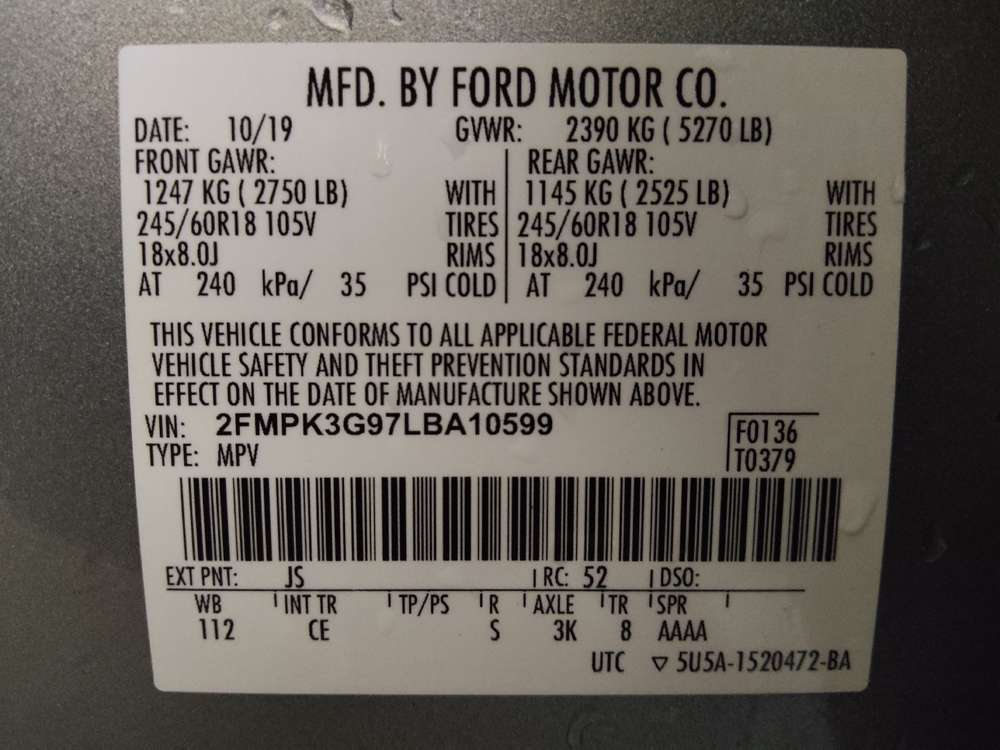 MFD. BY FORD MOTOR CO.
DATE: 10/19 GVWR: 2390 KG ( 5270 LB)
FRONT GAWR: REAR GAWR:
1247 KG ( 2750 LB) WITH 1145 KG ( 2525 LB) WITH
245/60R18 105V TIRES 245/60R18 105V TIRES
18x8.0J RIMS 18x8.0J RIMS
AT 240 kPa/ 35 PSI COLD AT 240 kPa/ 35 PSI COLD
THIS VEHICLE CONFORMS TO ALL APPLICABLE FEDERAL MOTOR
VEHICLE SAFETY AND THEFT PREVENTION STANDARDS IN
EFFECT ON THE DATE OF MANUFACTURE SHOWN ABOVE.
VIN: 2FMPK3G97LBA10599 F0136
TYPE: MPV T0379
EXT PNT: JS RC: 52 DSO:
WB INT TR TP/PS R AXLE TR SPR
112 CE S 3K 8 AAAA
UTC ▽ 5U5A-1520472-BA